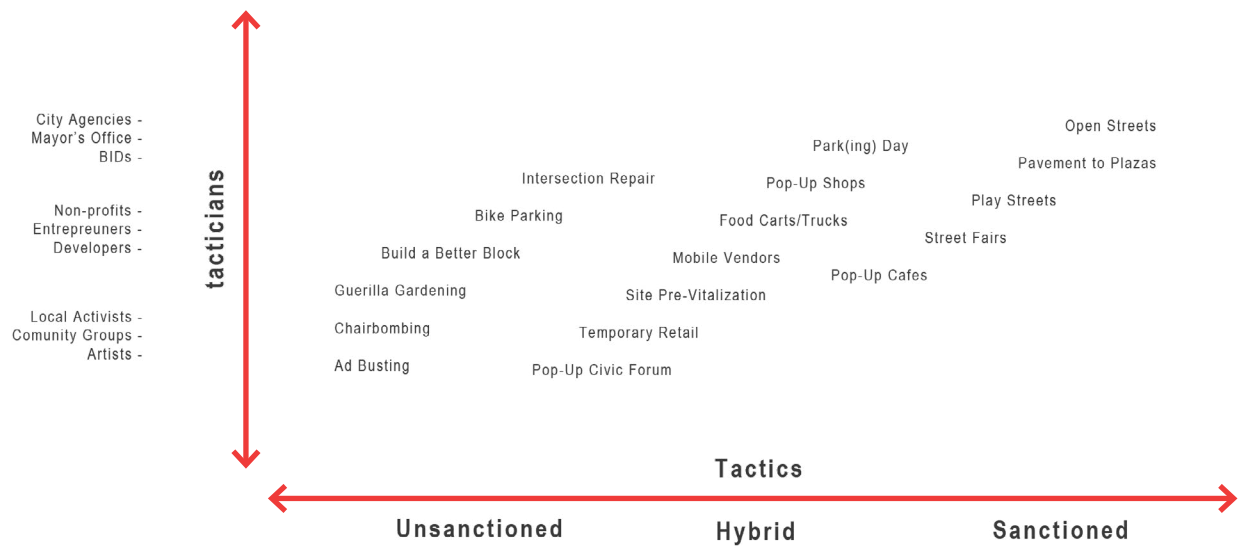 City Agencies -
Mayor's Office -
BIDs -
Non-profits -
Entrepreuners -
Developers -
Local Activists -
Comunity Groups -
Artists -
tacticians
Open Streets
Park(ing) Day
Pavement to Plazas
Intersection Repair
Pop-Up Shops
Play Streets
Bike Parking
Food Carts/Trucks
Street Fairs
Build a Better Block
Mobile Vendors
Pop-Up Cafes
Guerilla Gardening
Site Pre-Vitalization
Chairbombing
Temporary Retail
Ad Busting
Pop-Up Civic Forum
Tactics
Unsanctioned
Hybrid
Sanctioned